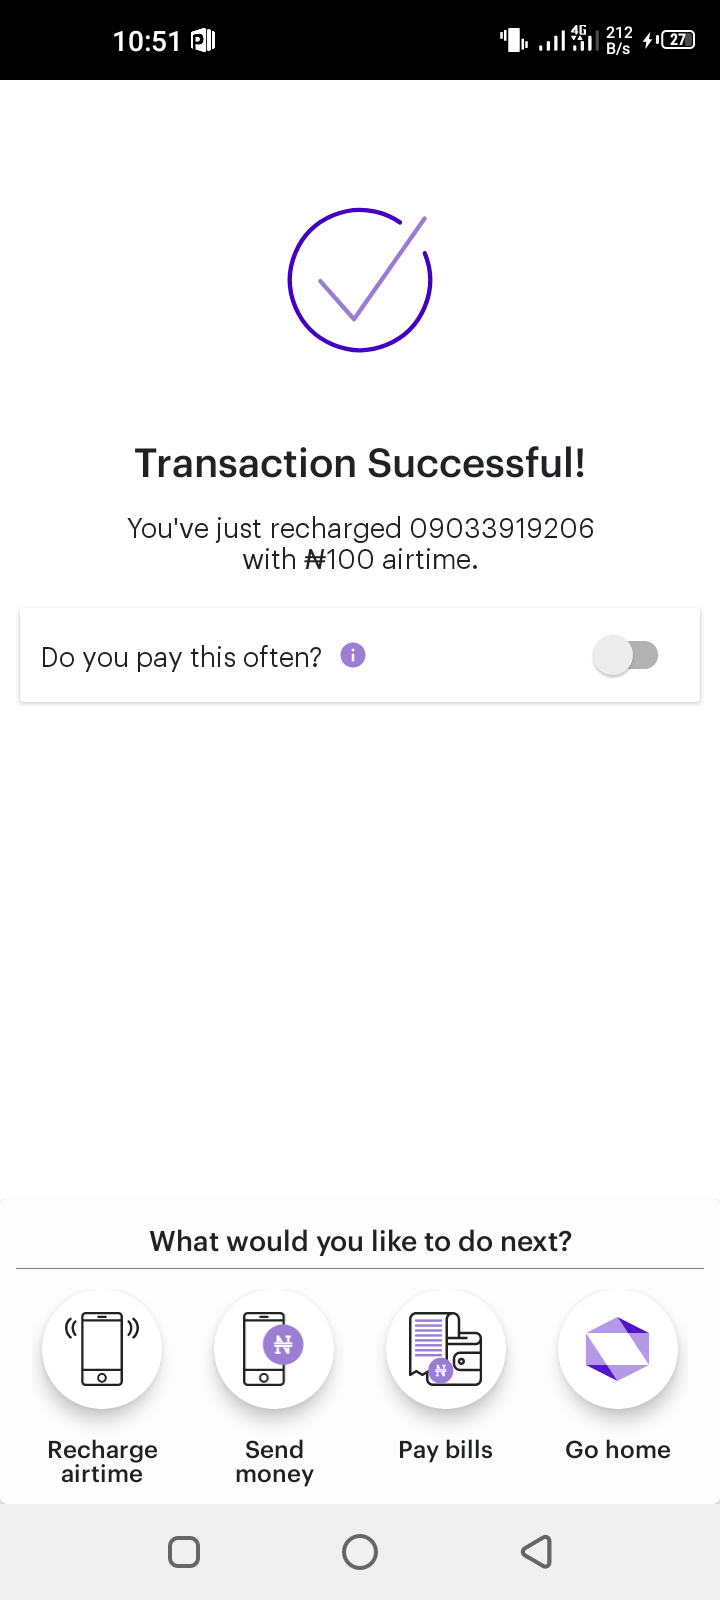 10:51
4G
212
B/s
27
Transaction Successful!
You've just recharged 09033919206
with ₦100 airtime.
Do you pay this often?
What would you like to do next?
Recharge
airtime
Send
money
Pay bills
Go home